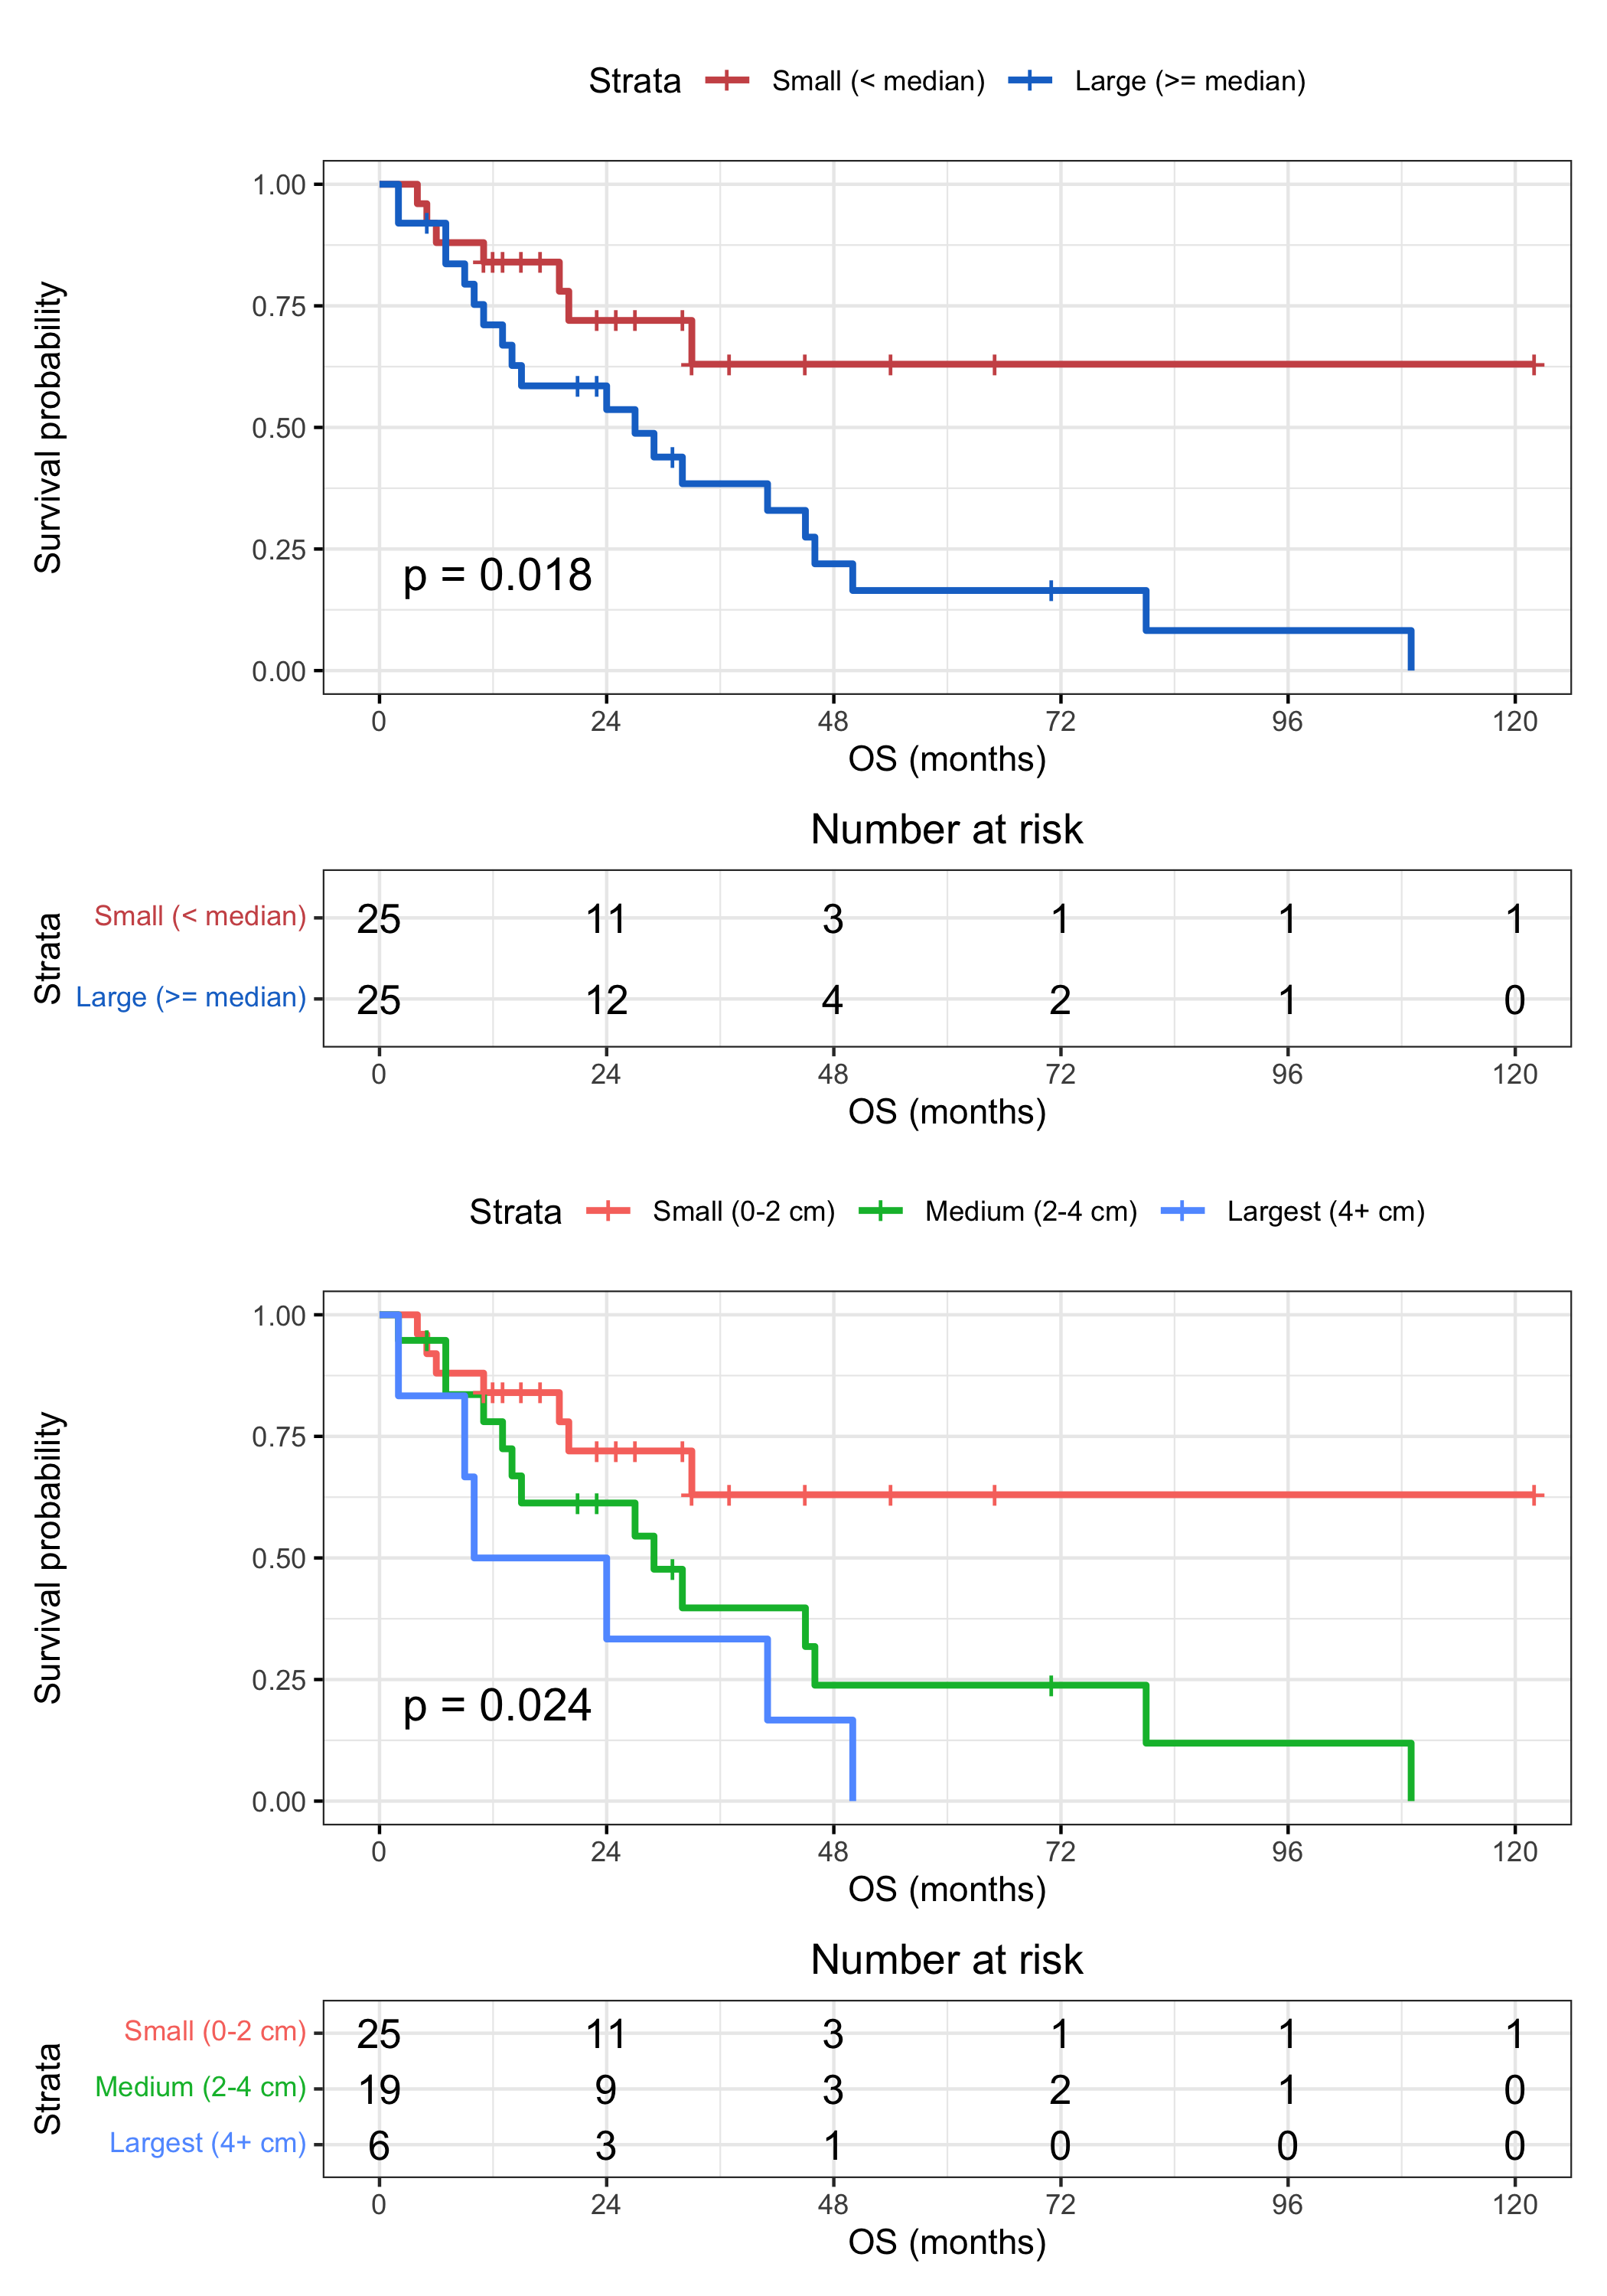 Strata Small (< median) Large (>= median)
1.00
0.75
0.50
0.25
0.00
Survival probability
p = 0.018
0 24 48 72 96 120
OS (months)
Number at risk
Strata
Small (< median) 25 11 3 1 1 1
Large (>= median) 25 12 4 2 1 0
0 24 48 72 96 120
OS (months)
Strata Small (0-2 cm) Medium (2-4 cm) Largest (4+ cm)
1.00
0.75
0.50
0.25
0.00
Survival probability
p = 0.024
0 24 48 72 96 120
OS (months)
Number at risk
Strata
Small (0-2 cm) 25 11 3 1 1 1
Medium (2-4 cm) 19 9 3 2 1 0
Largest (4+ cm) 6 3 1 0 0 0
0 24 48 72 96 120
OS (months)